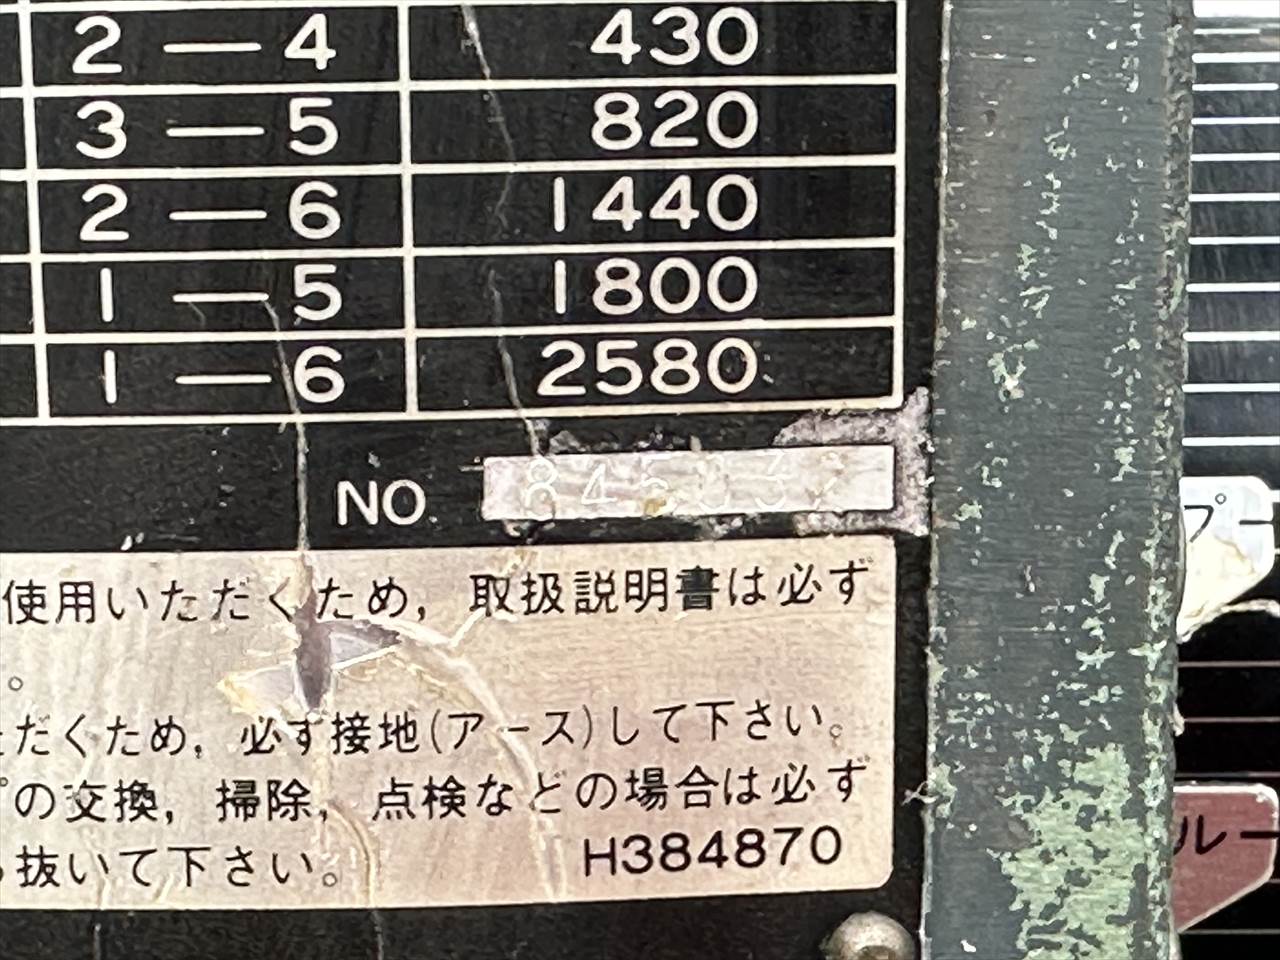 2—4 430
3—5 820
2—6 1440
1—5 1800
1—6 2580
NO 845032
使用いただくため，取扱説明書は必ず
。
だくため，必ず接地(アース)して下さい。
の交換，掃除，点検などの場合は必ず
抜いて下さい。 H384870
プー
ルー